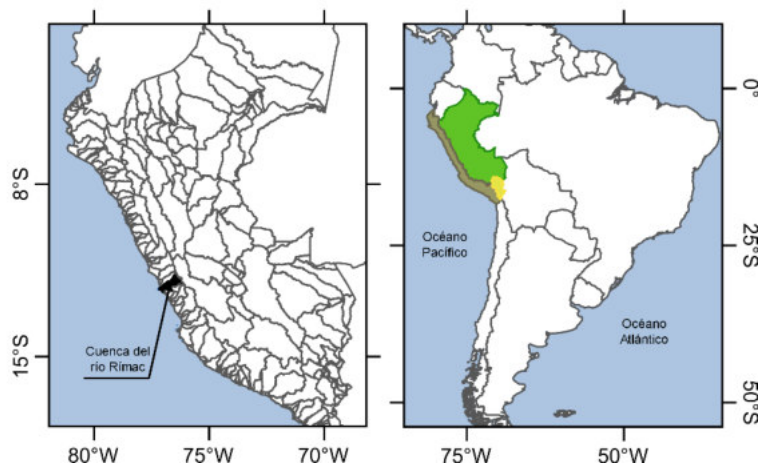 8°S
15°S
Cuenca del
río Rímac
80°W
75°W
70°W
0°
25°S
50°S
Océano
Pacífico
Océano
Atlántico
75°W
50°W